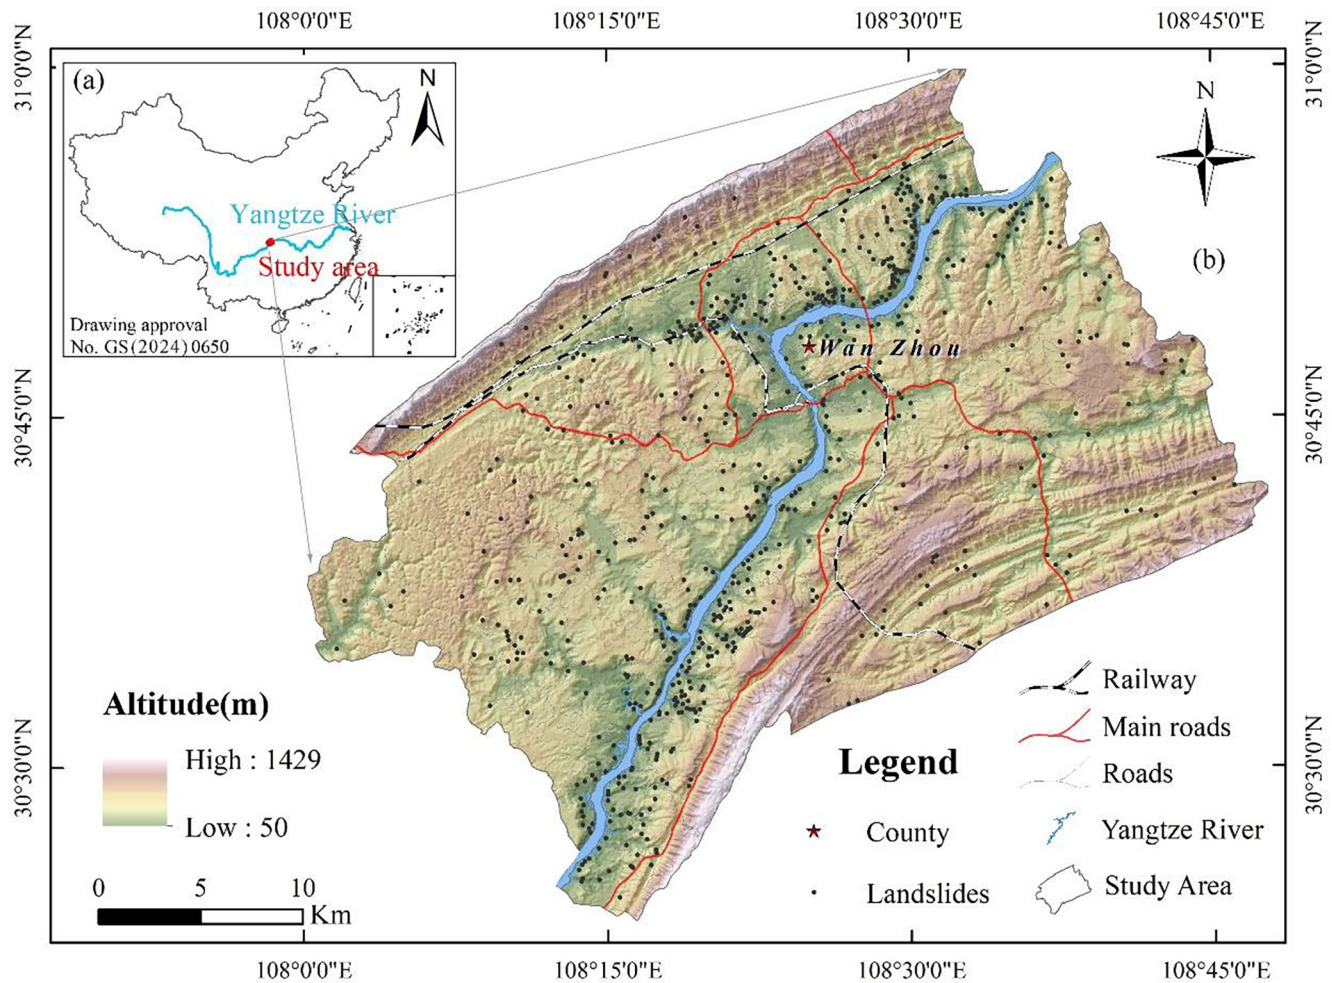 108°0'0"E
108°15'0"E
108°30'0"E
108°45'0"E
31°0'0"N
31°0'0"N
(a)
N
Yangtze River
Study area
Drawing approval
No. GS(2024)0650
N
(b)
Wan Zhou
30°45'0"N
30°45'0"N
Altitude(m)
High : 1429
Low : 50
0
5
10
Km
Legend
County
Landslides
Railway
Main roads
Roads
Yangtze River
Study Area
30°30'0"N
30°30'0"N
108°0'0"E
108°15'0"E
108°30'0"E
108°45'0"E